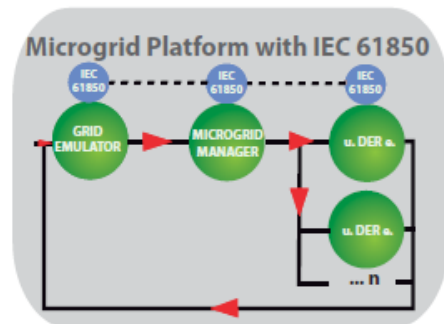 Microgrid Platform with IEC 61850
IEC
61850
IEC
61850
IEC
61850
GRID
EMULATOR
MICROGRID
MANAGER
u. DER e.
u. DER e.
... n